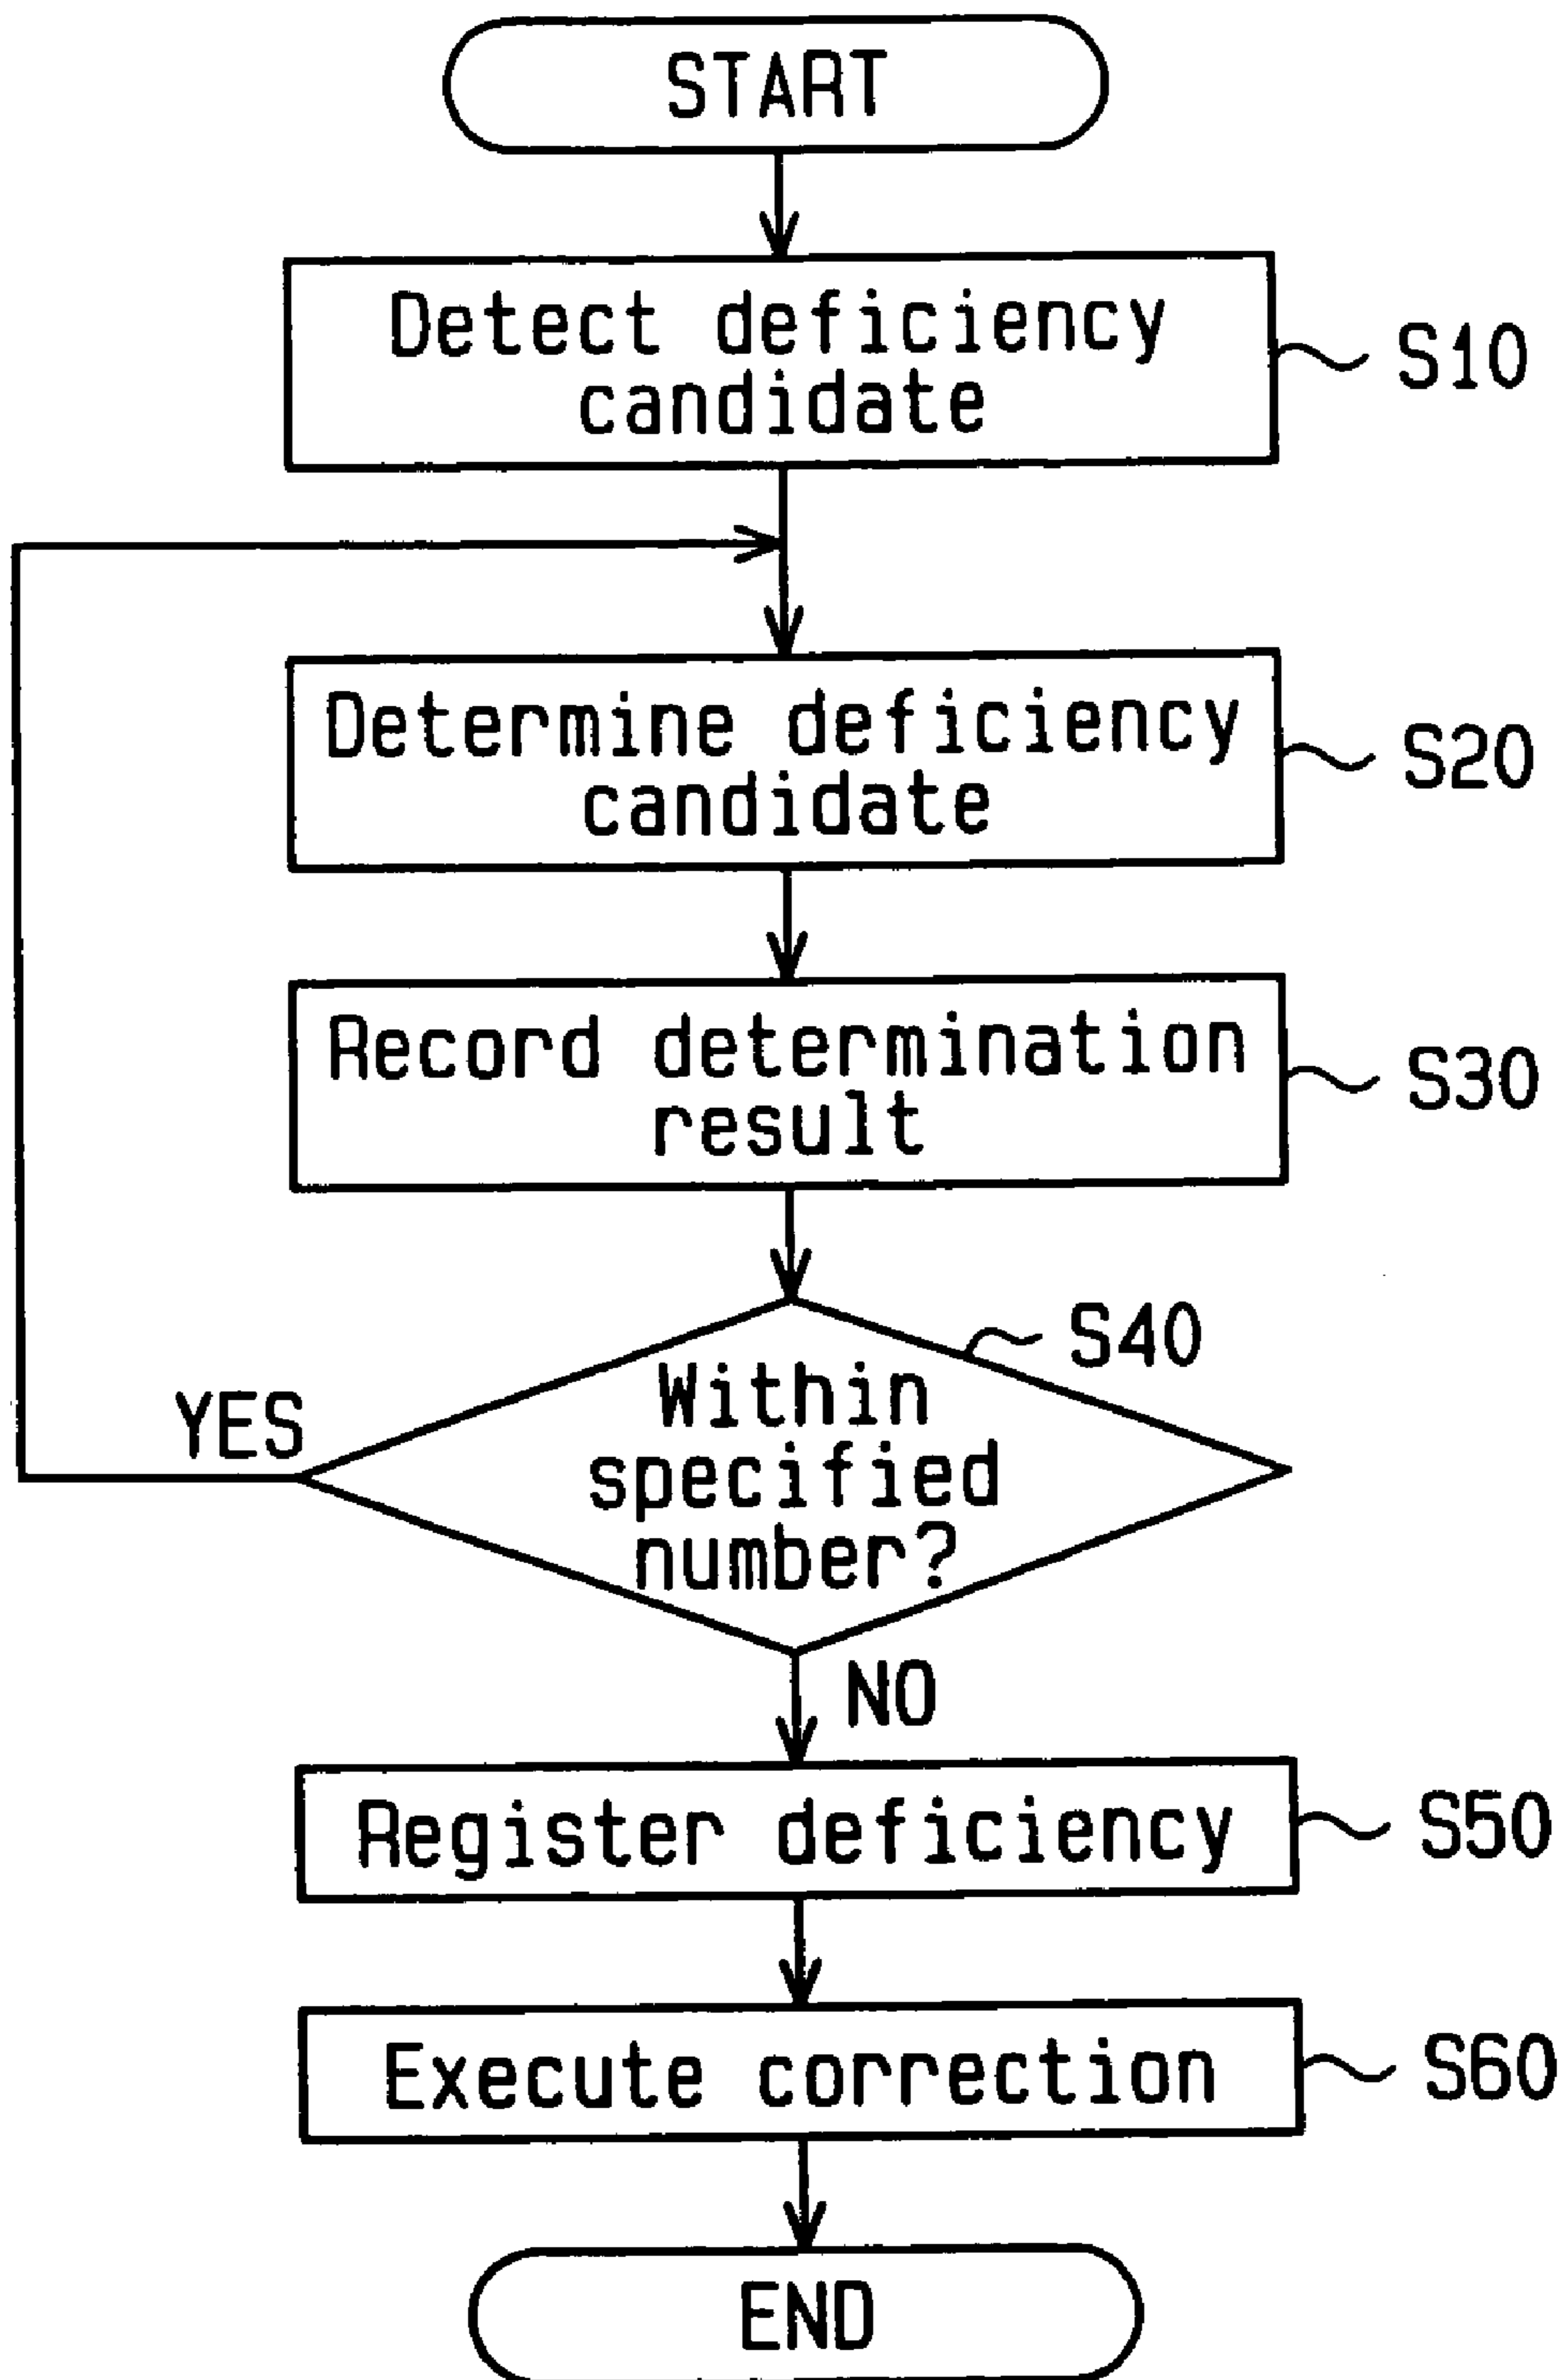 START
Detect deficiency
candidate
S10
Determine deficiency
candidate
S20
Record determination
result
S30
S40
Within
specified
number?
YES
NO
Register deficiency
S50
Execute correction
S60
END